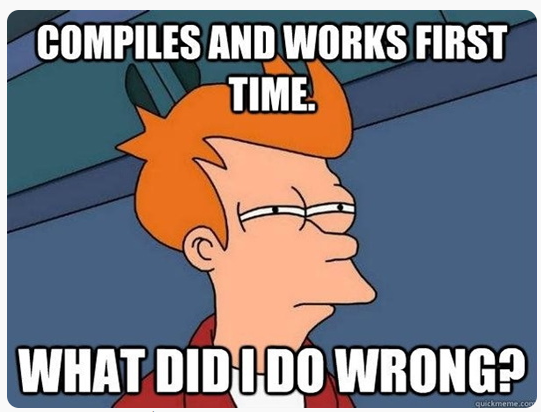 COMPILES AND WORKS FIRST
TIME.
WHAT DID I DO WRONG?
quickmeme.com